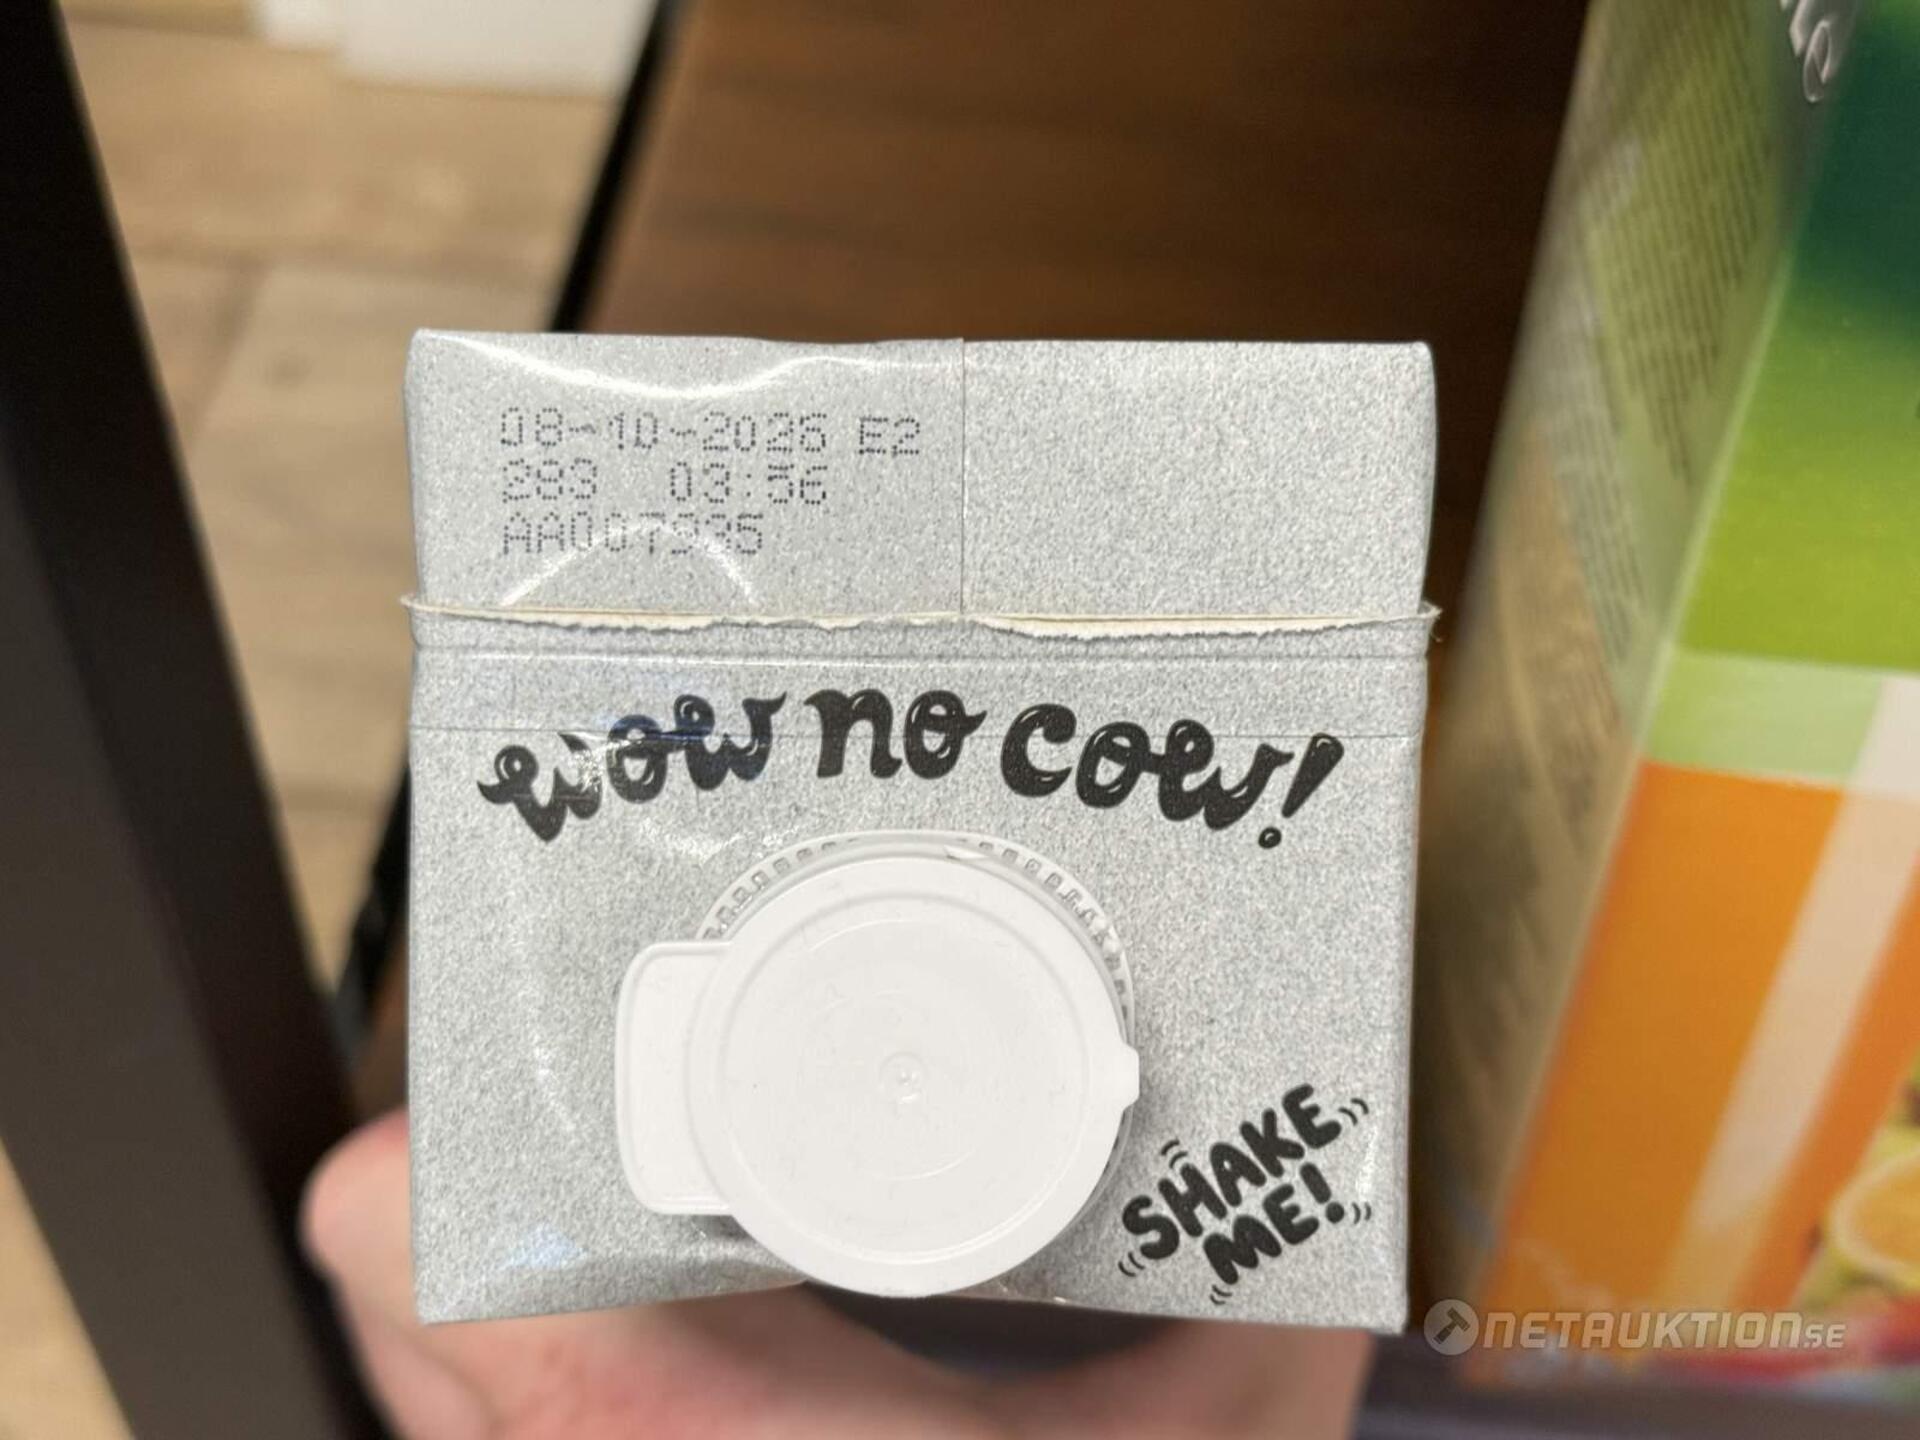 08-10-2026 E2
283 03:56
AA007935
wow no cow!
SHAKE
ME!
NETAUKTION.SE